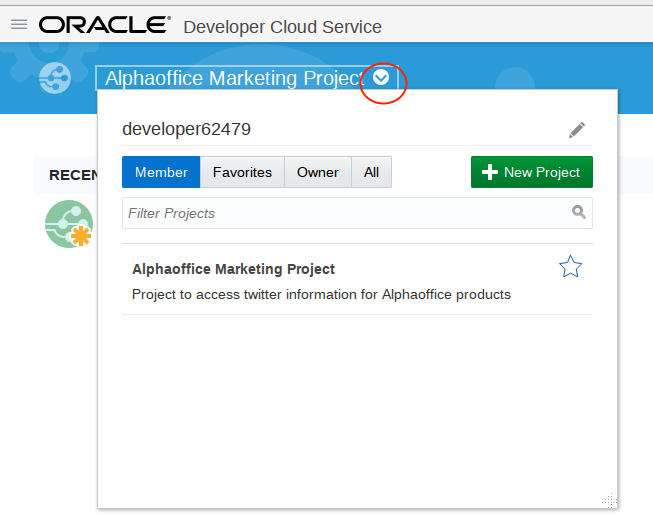 ORACLE® Developer Cloud Service
Alphaoffice Marketing Project
developer62479
Member Favorites Owner All New Project
RECEN
Filter Projects
Alphaoffice Marketing Project
Project to access twitter information for Alphaoffice products